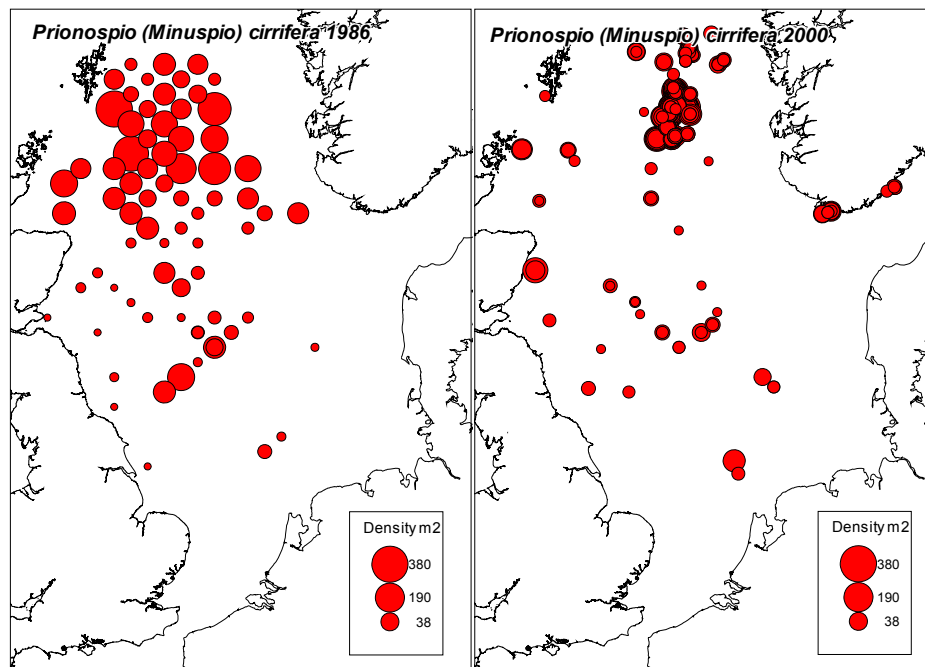 Prionospio (Minuspio) cirrifera 1986
Density m2
380
190
38
Prionospio (Minuspio) cirrifera 2000
Density m2
380
190
38